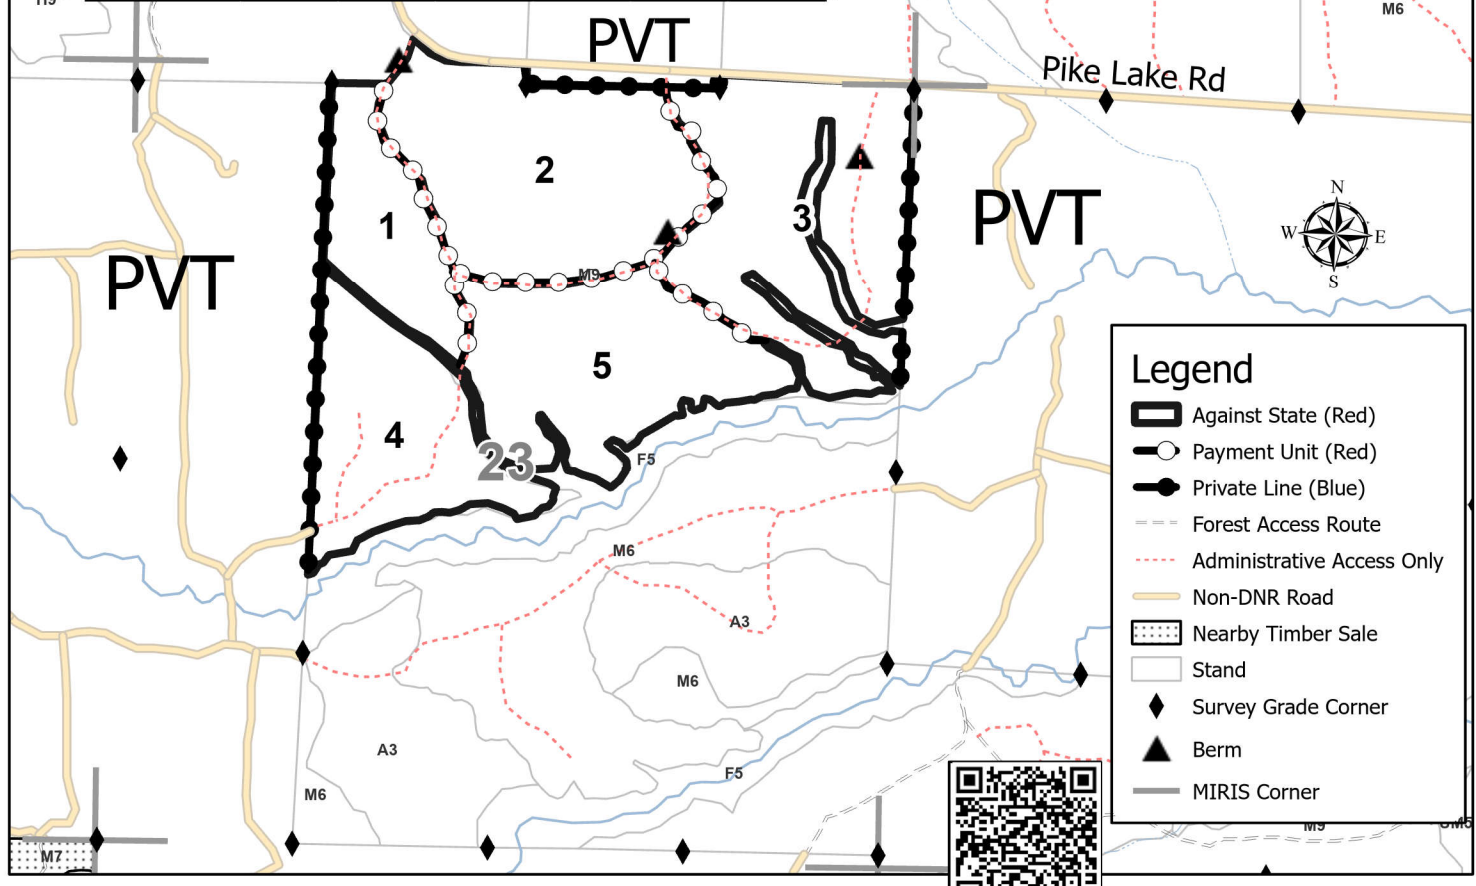 M6
PVT
Pike Lake Rd
2
1
3
PVT
N
W E
S
PVT
M9
5
Legend
Against State (Red)
Payment Unit (Red)
Private Line (Blue)
Forest Access Route
Administrative Access Only
Non-DNR Road
Nearby Timber Sale
Stand
Survey Grade Corner
Berm
MIRIS Corner
4
23
F5
M6
A3
M6
A3
F5
M6
M9
M7